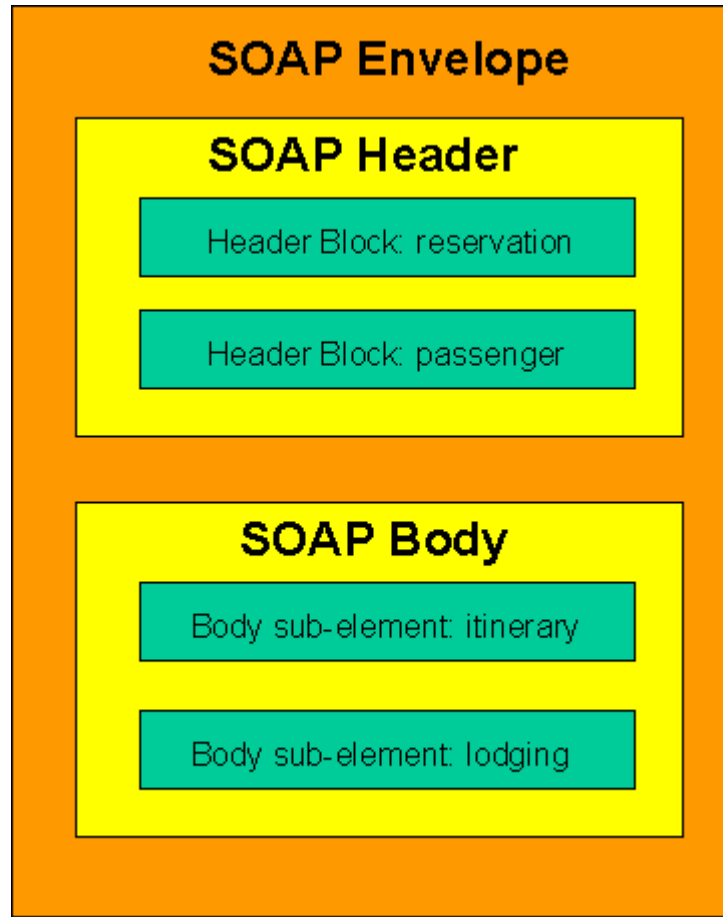 SOAP Envelope
SOAP Header
Header Block: reservation
Header Block: passenger
SOAP Body
Body sub-element: itinerary
Body sub-element: lodging